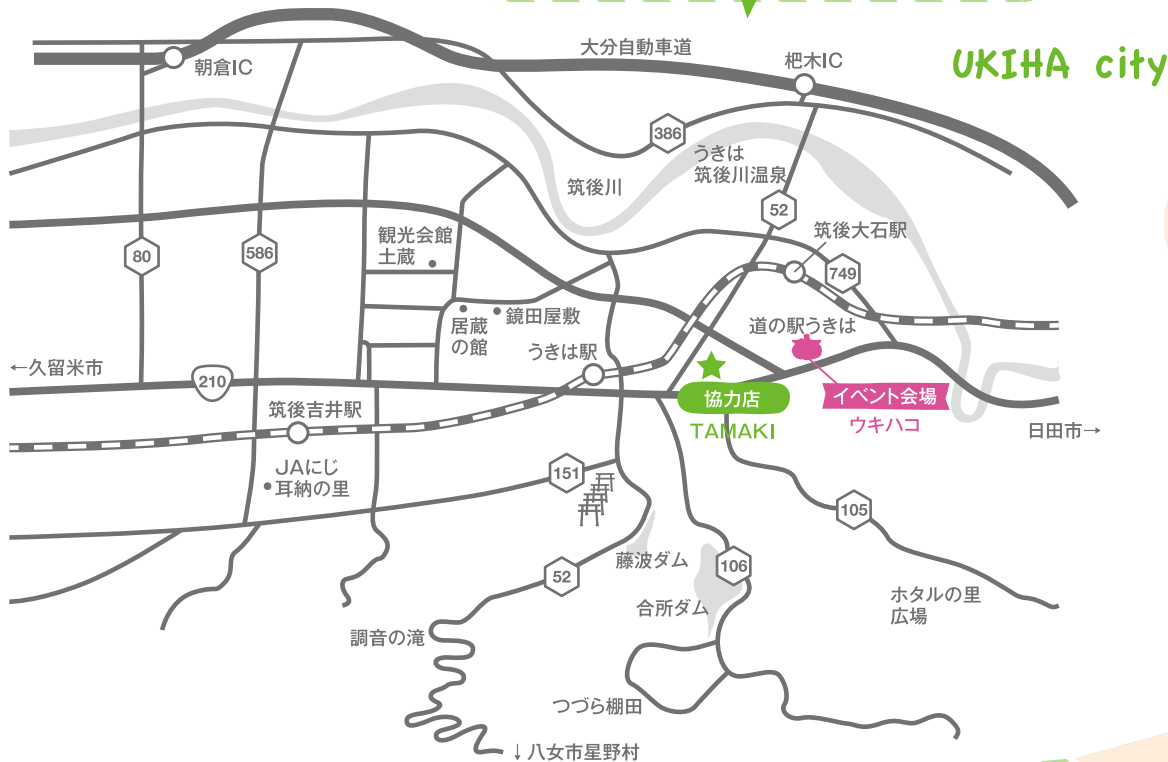 大分自動車道
杷木IC
朝倉IC
UKIHA city
386
うきは
筑後川温泉
筑後川
52
筑後大石駅
観光会館
土蔵
80
586
749
居蔵
の館
鏡田屋敷
道の駅うきは
うきは駅
←久留米市
210
協力店
TAMAKI
イベント会場
ウキハコ
日田市→
筑後吉井駅
JAにじ
耳納の里
151
105
藤波ダム
52
106
合所ダム
ホタルの里
広場
調音の滝
つづら棚田
↓八女市星野村